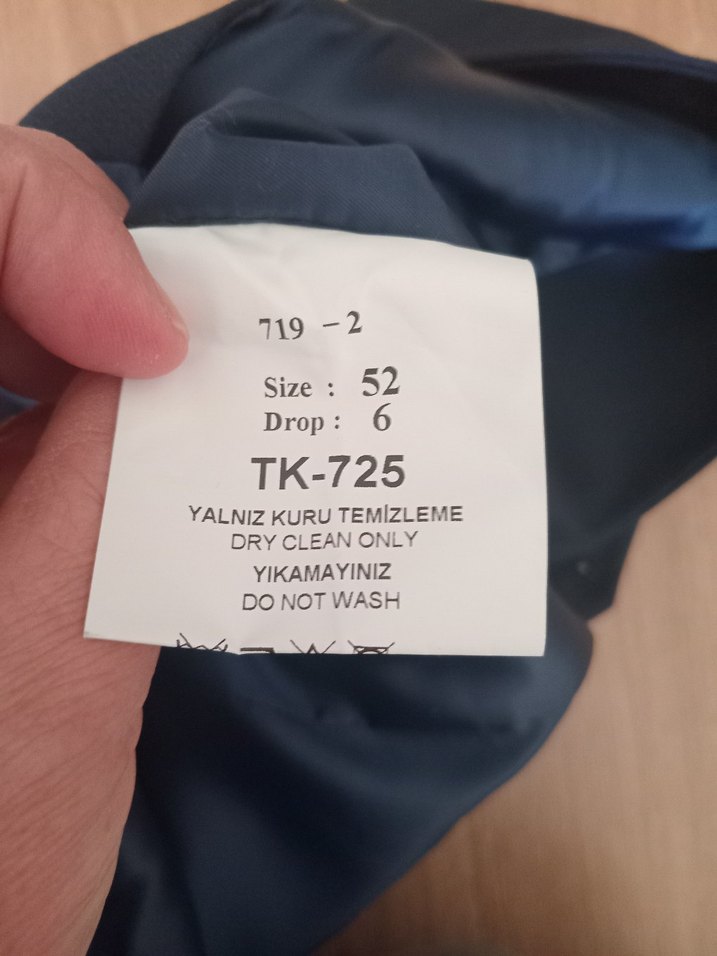 719 - 2
Size : 52
Drop : 6
TK-725
YALNIZ KURU TEMİZLEME
DRY CLEAN ONLY
YIKAMAYINIZ
DO NOT WASH